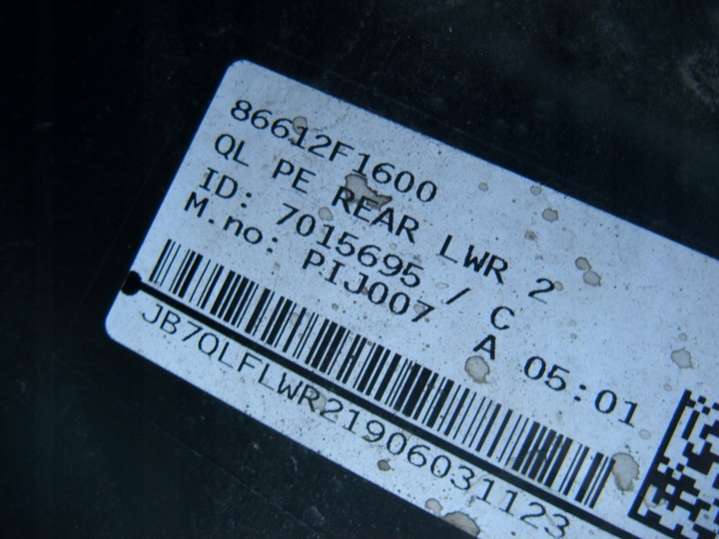 86612F1600
QL PE REAR LWR 2
ID: 7015695 / C
M.no: PIJ007 A 05:01
JB7QLFLWR21906031123